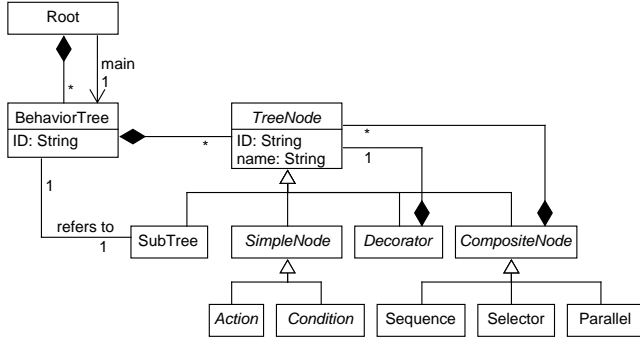 Root
main
1
*
BehaviorTree
ID: String
*
TreeNode
ID: String
name: String
*
1
1
refers to
1
SubTree
SimpleNode
Decorator
CompositeNode
Action
Condition
Sequence
Selector
Parallel